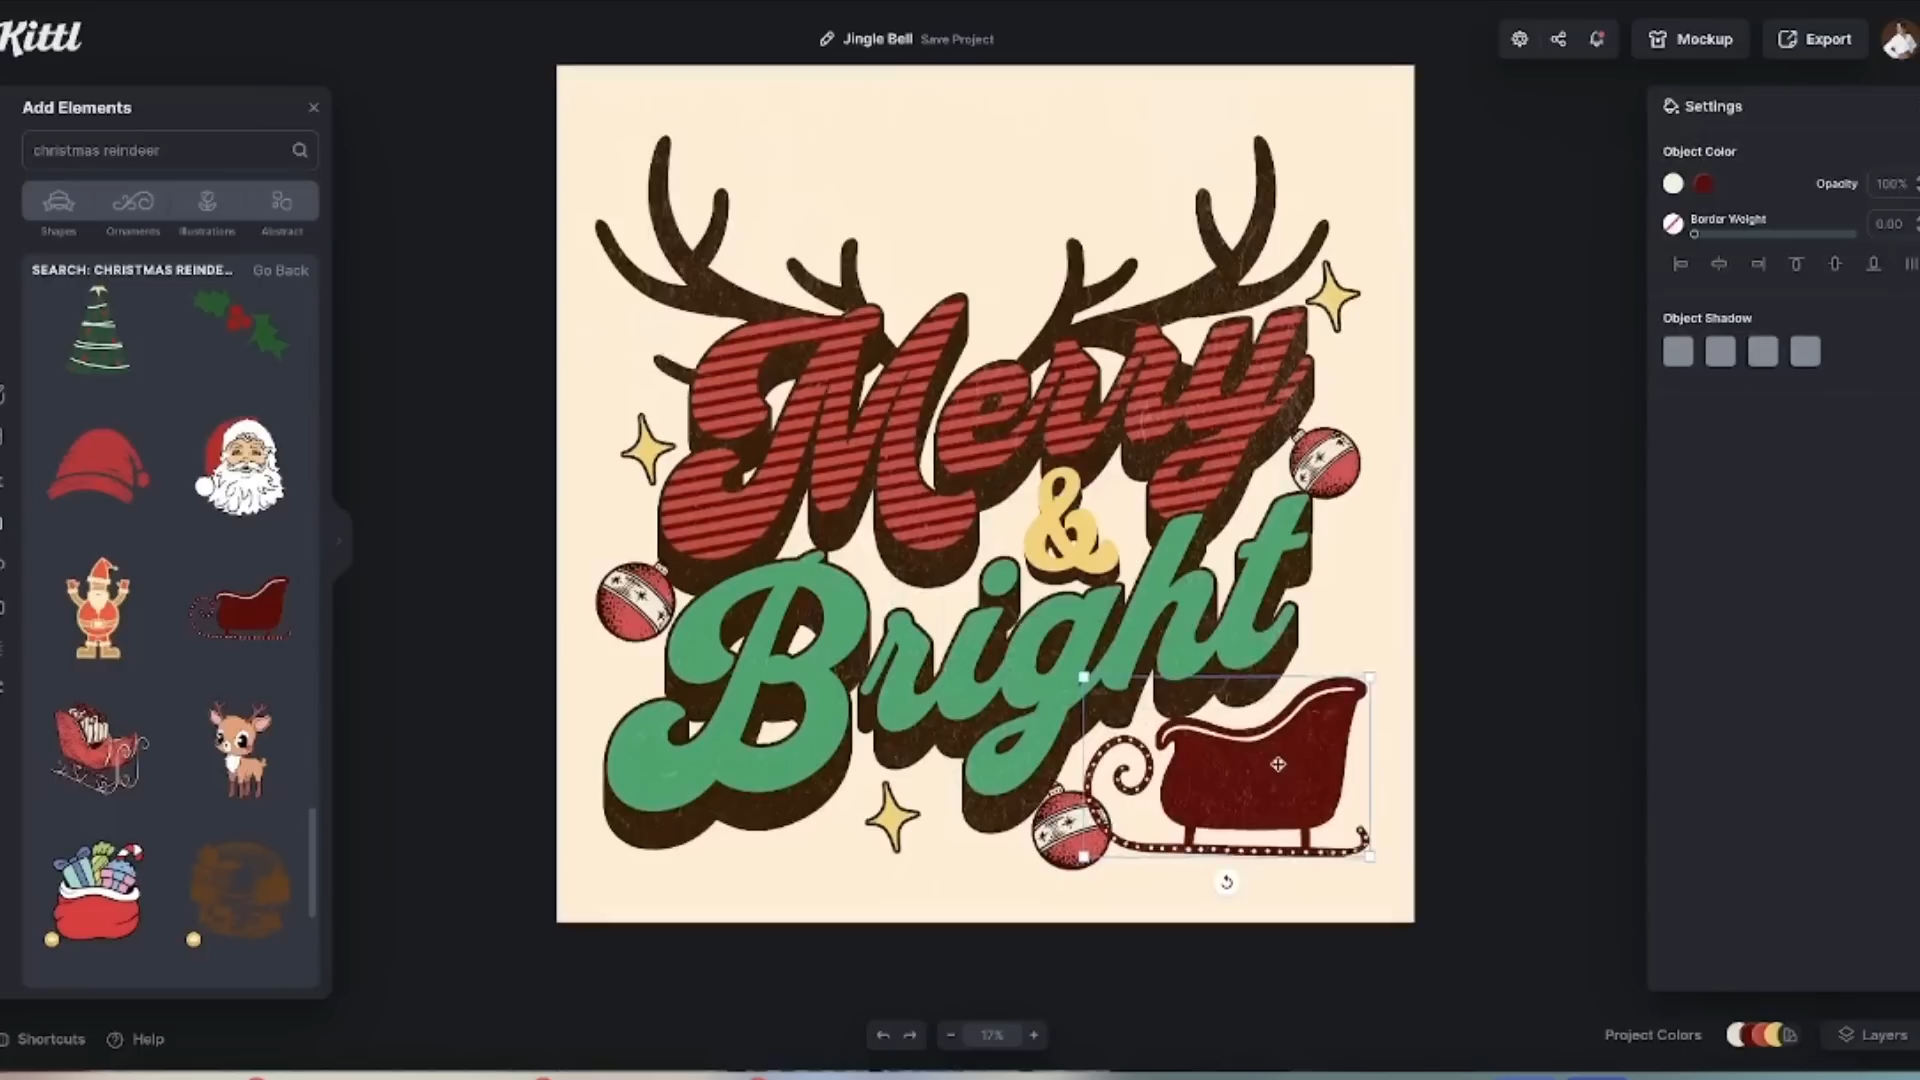 Kittl
Jingle Bell Save Project
Mockup
Export
Add Elements
christmas reindeer
Shapes Ornaments Illustrations Abstract
SEARCH: CHRISTMAS REINDE... Go Back
Merry
&
Bright
Settings
Object Color
Opacity 100%
Border Weight 0.00
Object Shadow
Shortcuts Help
17%
Project Colors
Layers